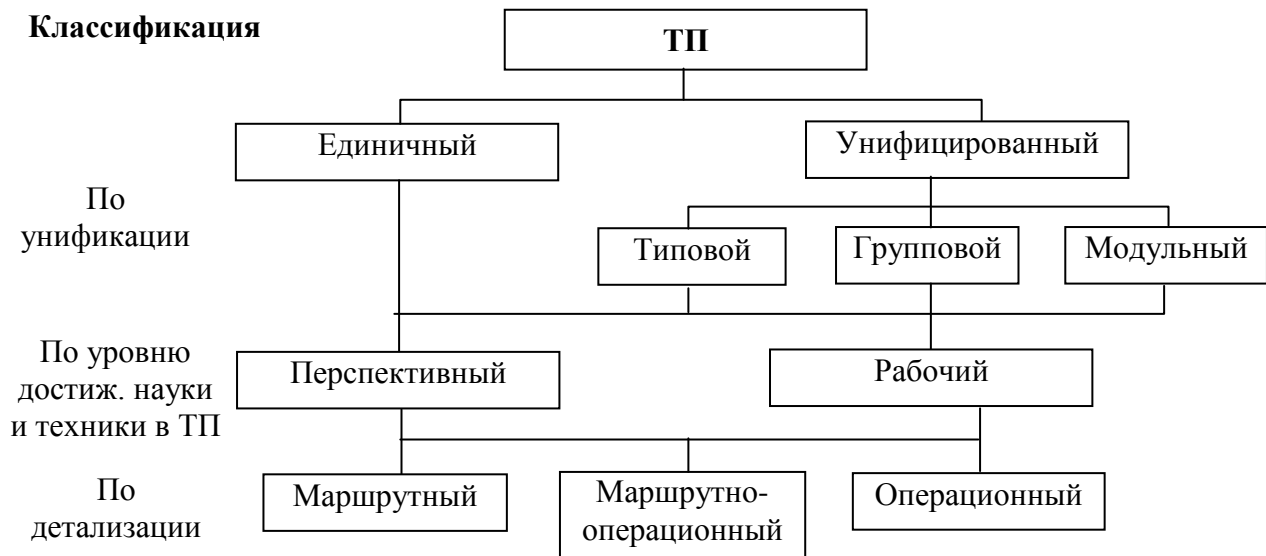 Классификация
ТП
Единичный
Унифицированный
По
унификации
Типовой
Групповой
Модульный
По уровню
достиж. науки
и техники в ТП
Перспективный
Рабочий
По
детализации
Маршрутный
Маршрутно-
операционный
Операционный